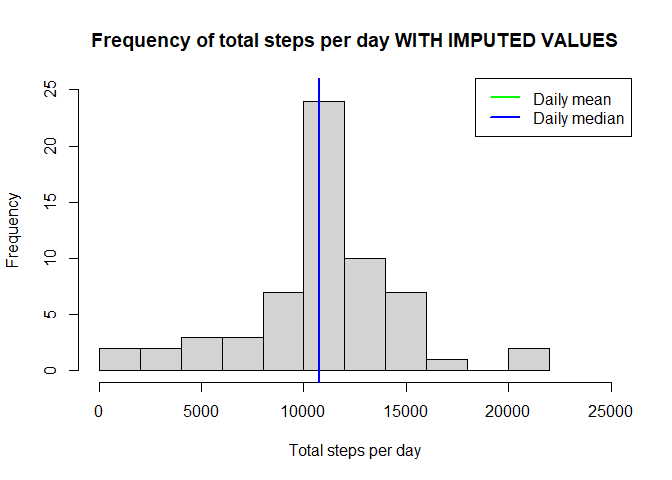 Frequency of total steps per day WITH IMPUTED VALUES
Daily mean
Daily median
Frequency
25
20
15
10
5
0
0 5000 10000 15000 20000 25000
Total steps per day